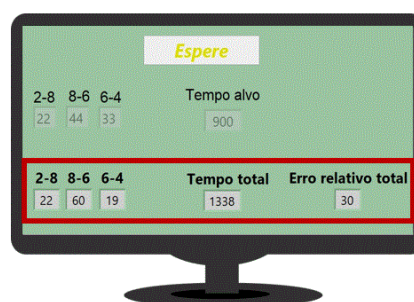 Espere
2-8 8-6 6-4 Tempo alvo
22 44 33 900
2-8 8-6 6-4 Tempo total Erro relativo total
22 60 19 1338 30